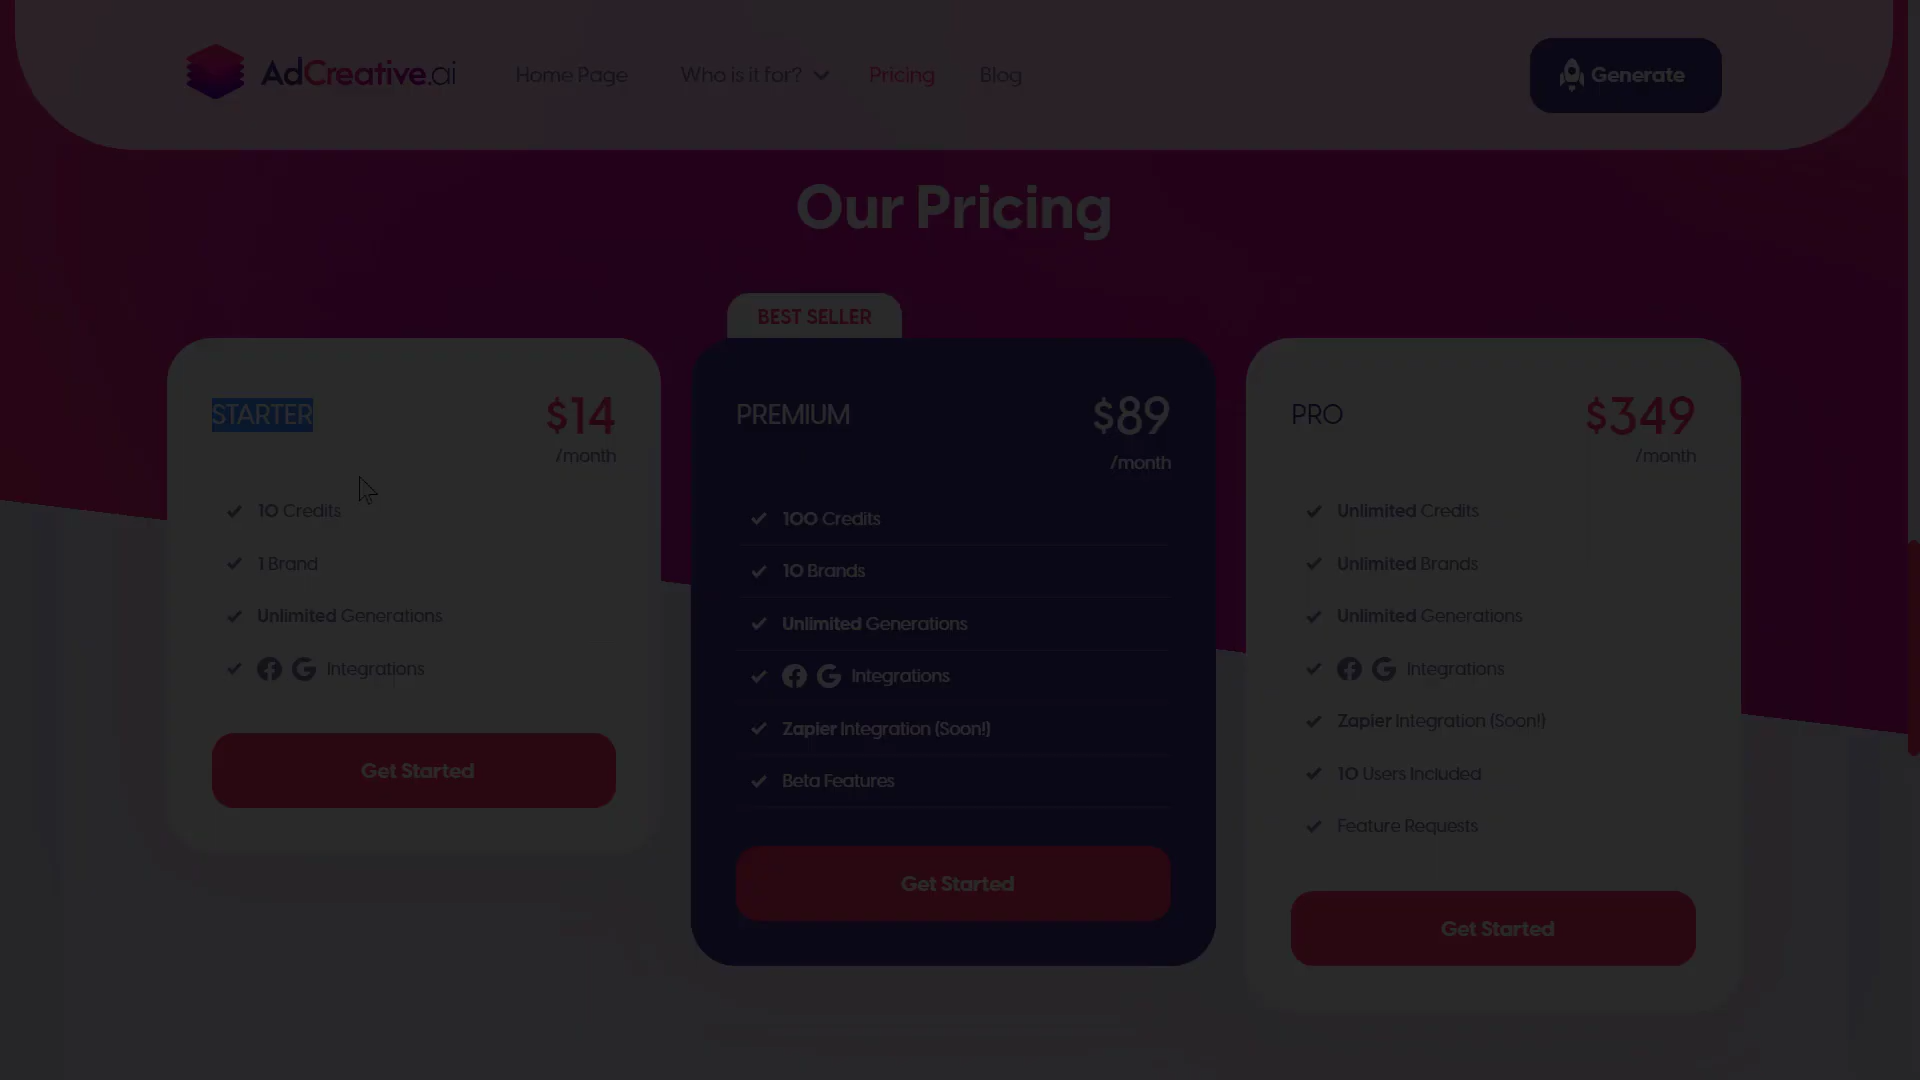 AdCreative.ai
Home Page
Who is it for?
Pricing
Blog
Generate
Our Pricing
BEST SELLER
STARTER
$14
/month
10 Credits
1 Brand
Unlimited Generations
Integrations
Get Started
PREMIUM
$89
/month
100 Credits
10 Brands
Unlimited Generations
Integrations
Zapier Integration (Soon!)
Beta Features
Get Started
PRO
$349
/month
Unlimited Credits
Unlimited Brands
Unlimited Generations
Integrations
Zapier Integration (Soon!)
10 Users Included
Feature Requests
Get Started